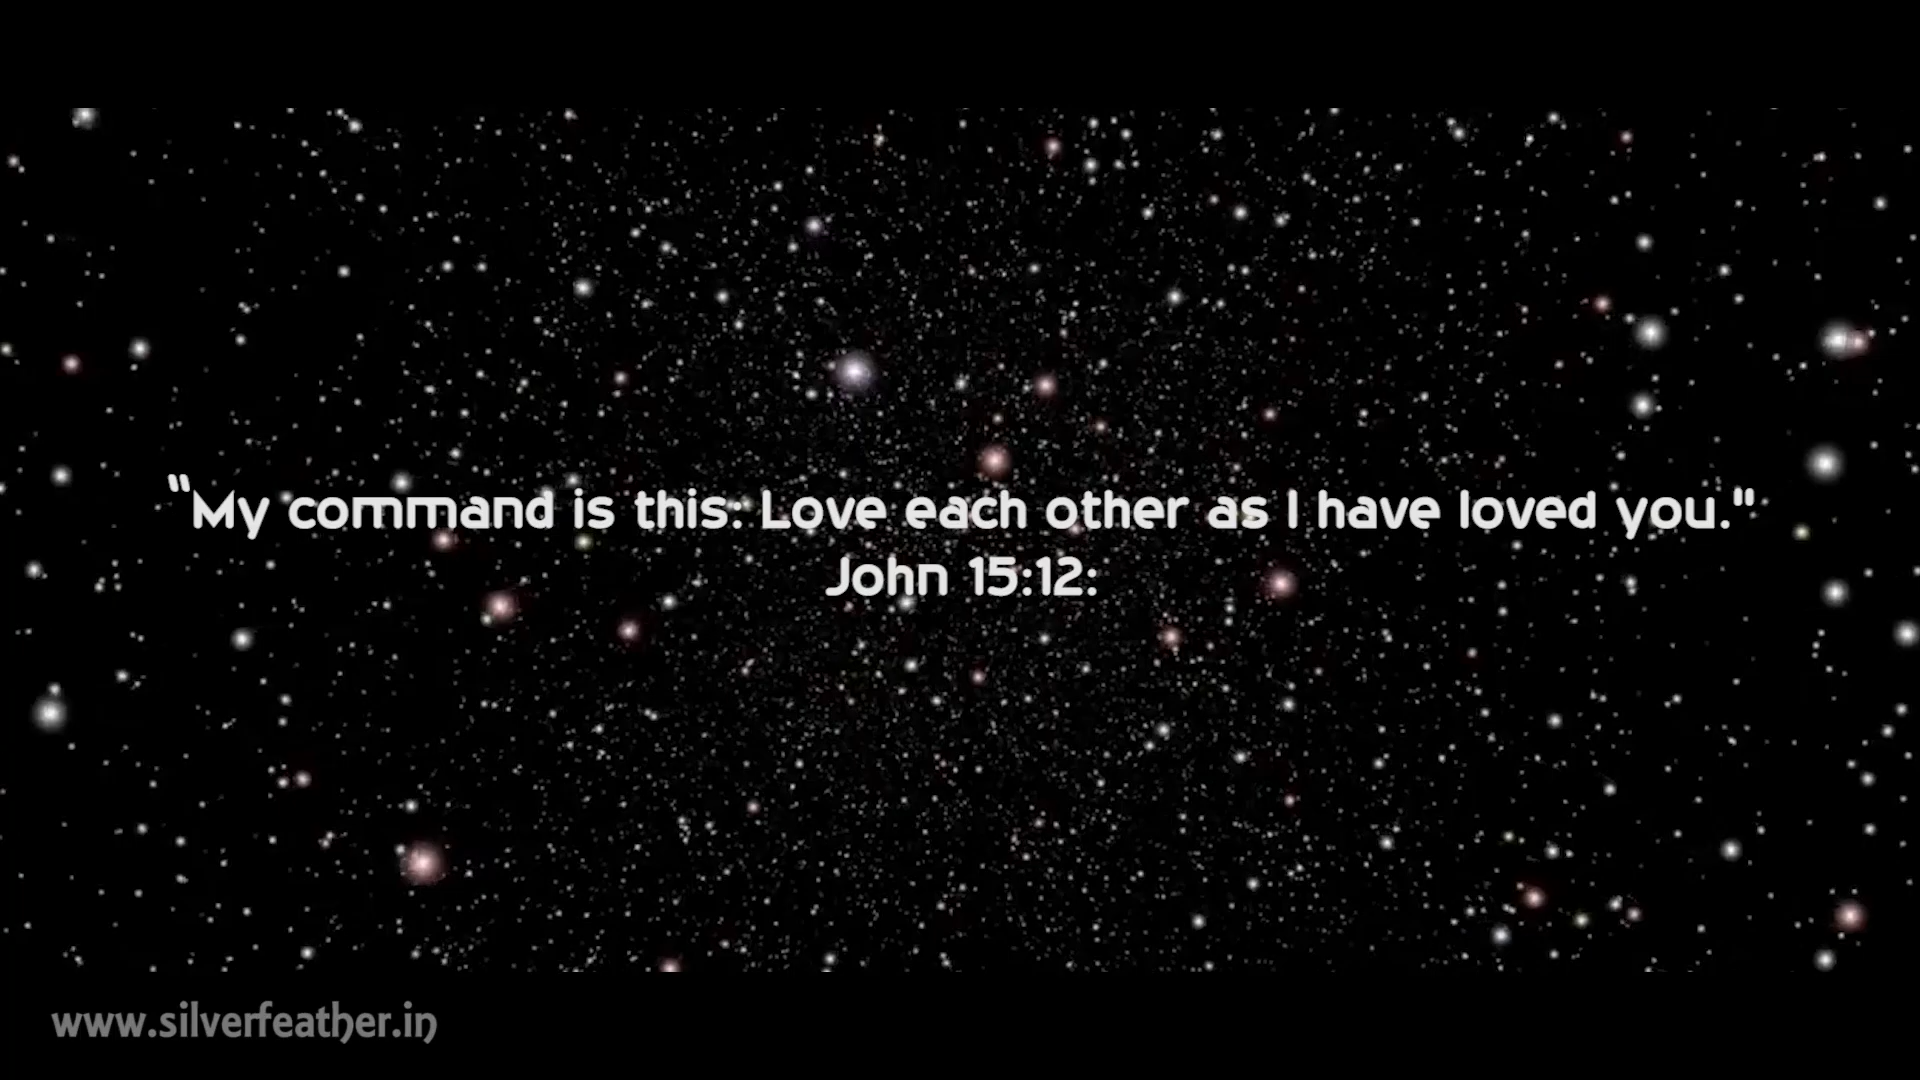 “My command is this: Love each other as I have loved you."
John 15:12:
www.silverfeather.in